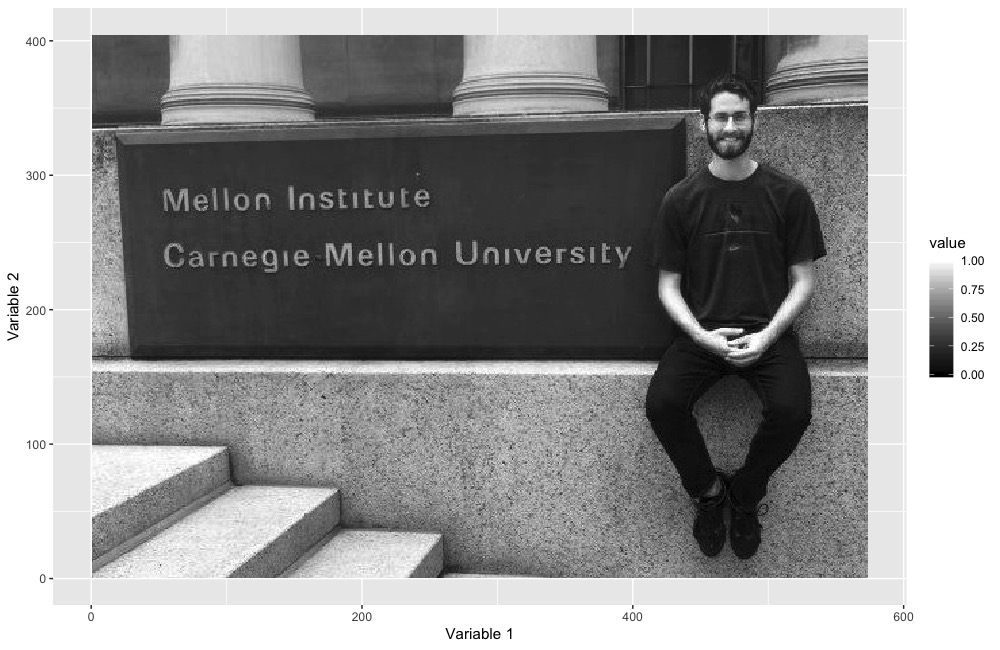 400
300
200
100
0
Variable 2
Mellon Institute
Carnegie Mellon University
value
1.00
0.75
0.50
0.25
0.00
0
200
400
600
Variable 1